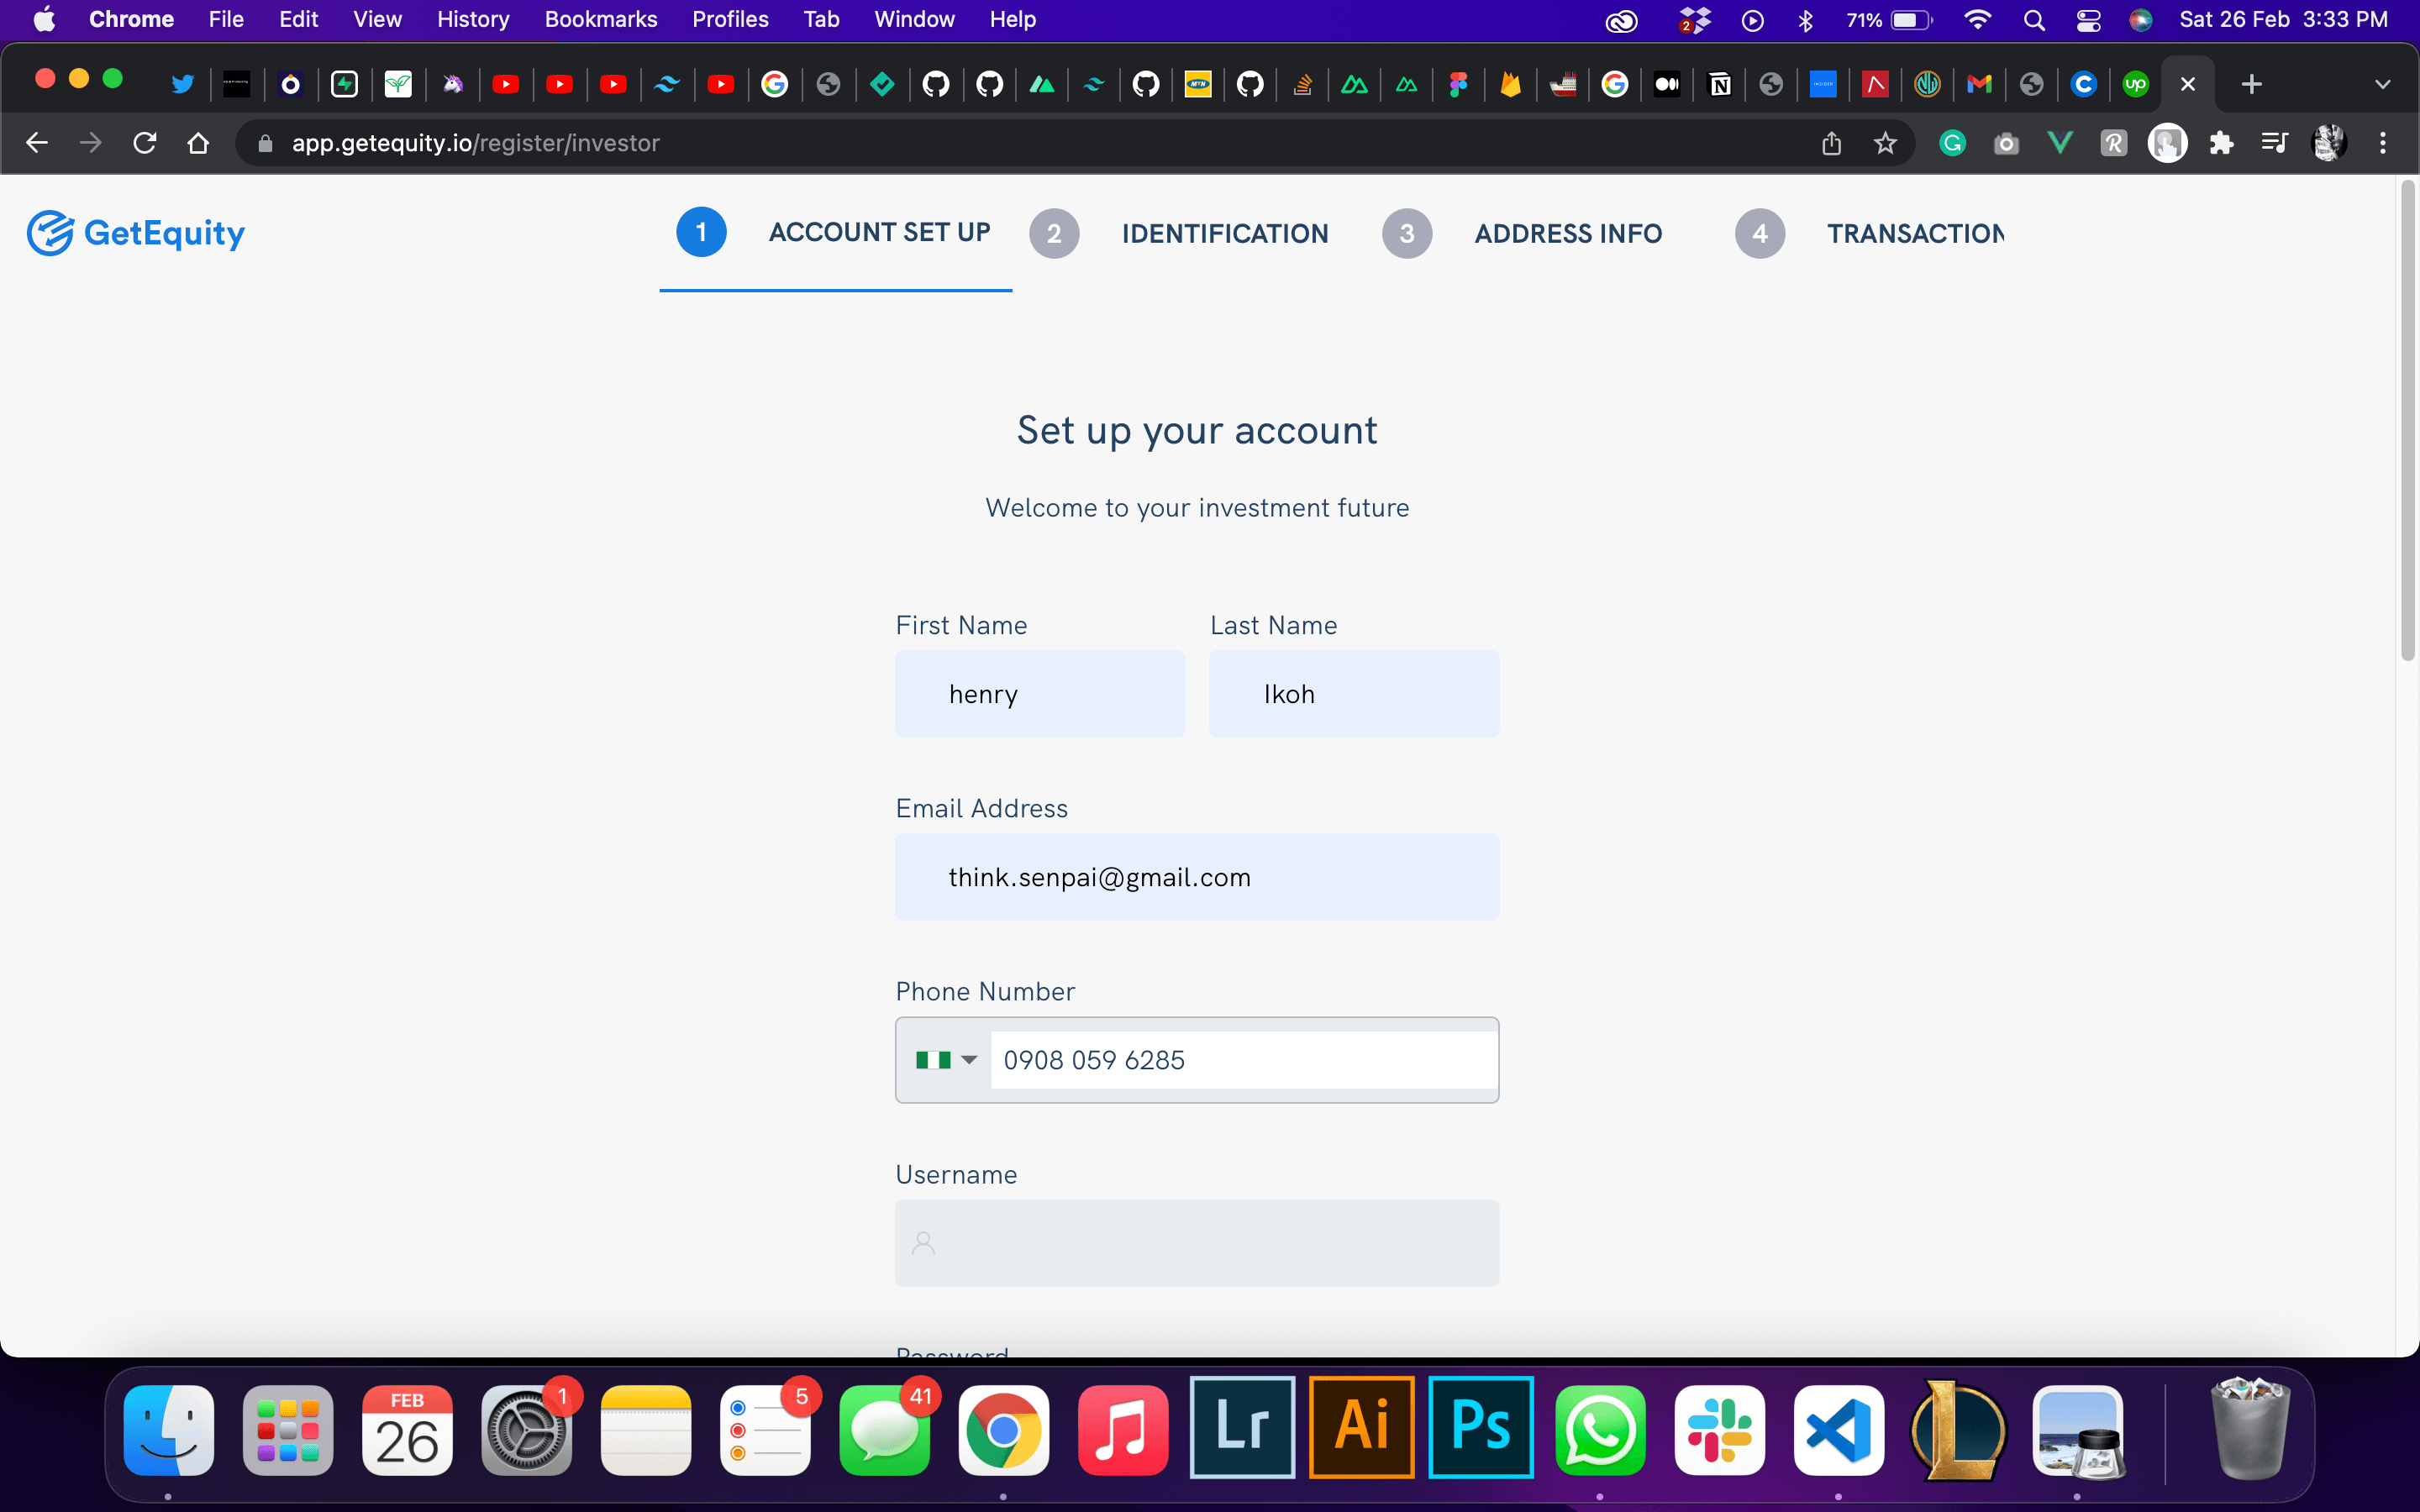 Chrome File Edit View History Bookmarks Profiles Tab Window Help 2 71% Sat 26 Feb 3:33 PM
app.getequity.io/register/investor
GetEquity 1 ACCOUNT SET UP 2 IDENTIFICATION 3 ADDRESS INFO 4 TRANSACTION
Set up your account
Welcome to your investment future
First Name Last Name
henry Ikoh
Email Address
think.senpai@gmail.com
Phone Number
0908 059 6285
Username
Password
FEB 1 5 41
26 Lr Ai Ps